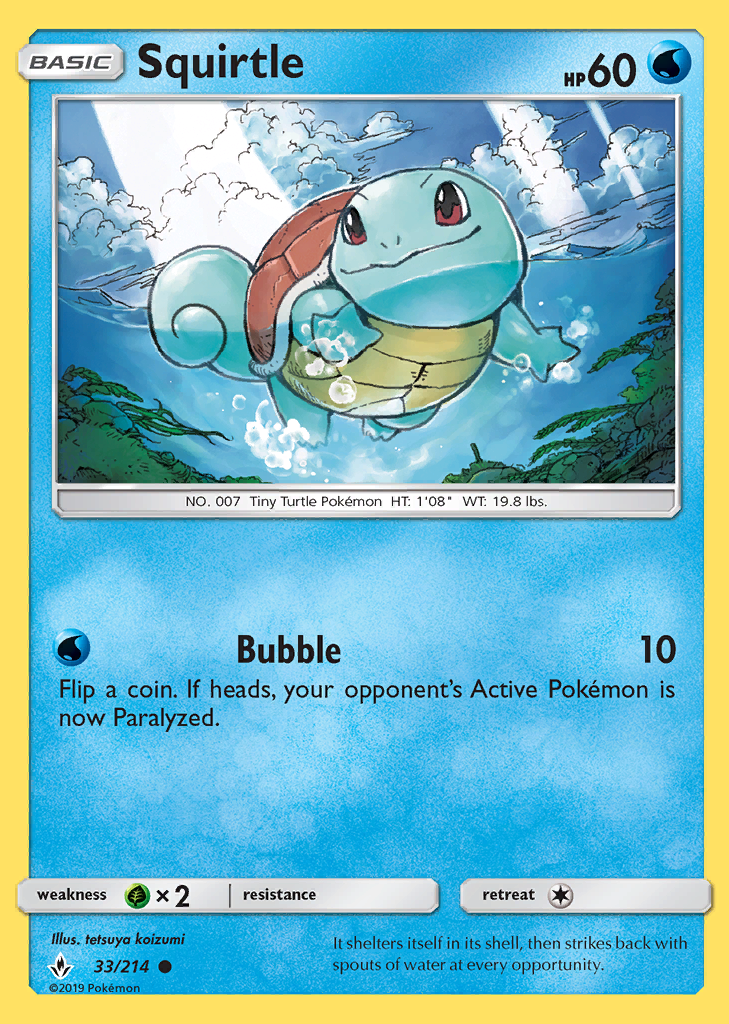 BASIC Squirtle HP60
NO. 007 Tiny Turtle Pokémon HT: 1'08" WT: 19.8 lbs.
Bubble 10
Flip a coin. If heads, your opponent's Active Pokémon is
now Paralyzed.
weakness × 2 resistance retreat
Illus. tetsuya koizumi
33/214
©2019 Pokémon
It shelters itself in its shell, then strikes back with
spouts of water at every opportunity.